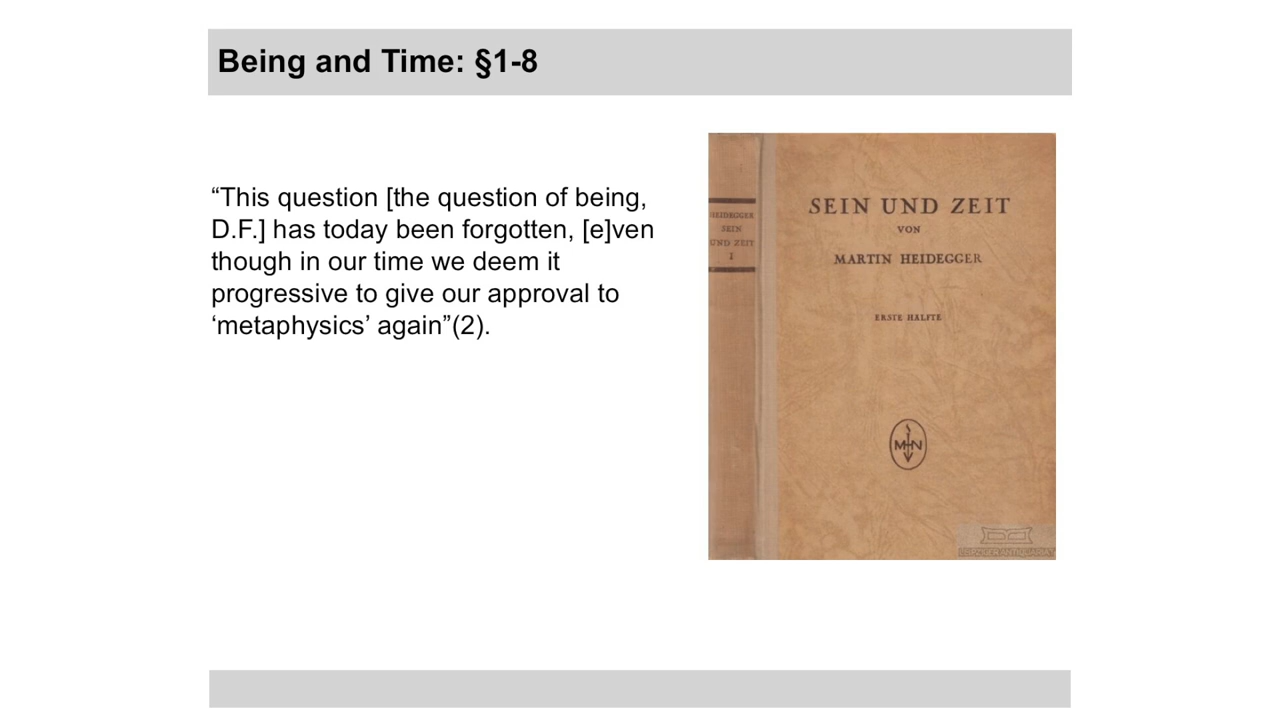 Being and Time: §1-8
“This question [the question of being,
D.F.] has today been forgotten, [e]ven
though in our time we deem it
progressive to give our approval to
‘metaphysics’ again”(2).
HEIDEGGER
SEIN
UND ZEIT
I
SEIN UND ZEIT
VON
MARTIN HEIDEGGER
ERSTE HÄLFTE
M N
LEIPZIGER ANTIQUARIAT